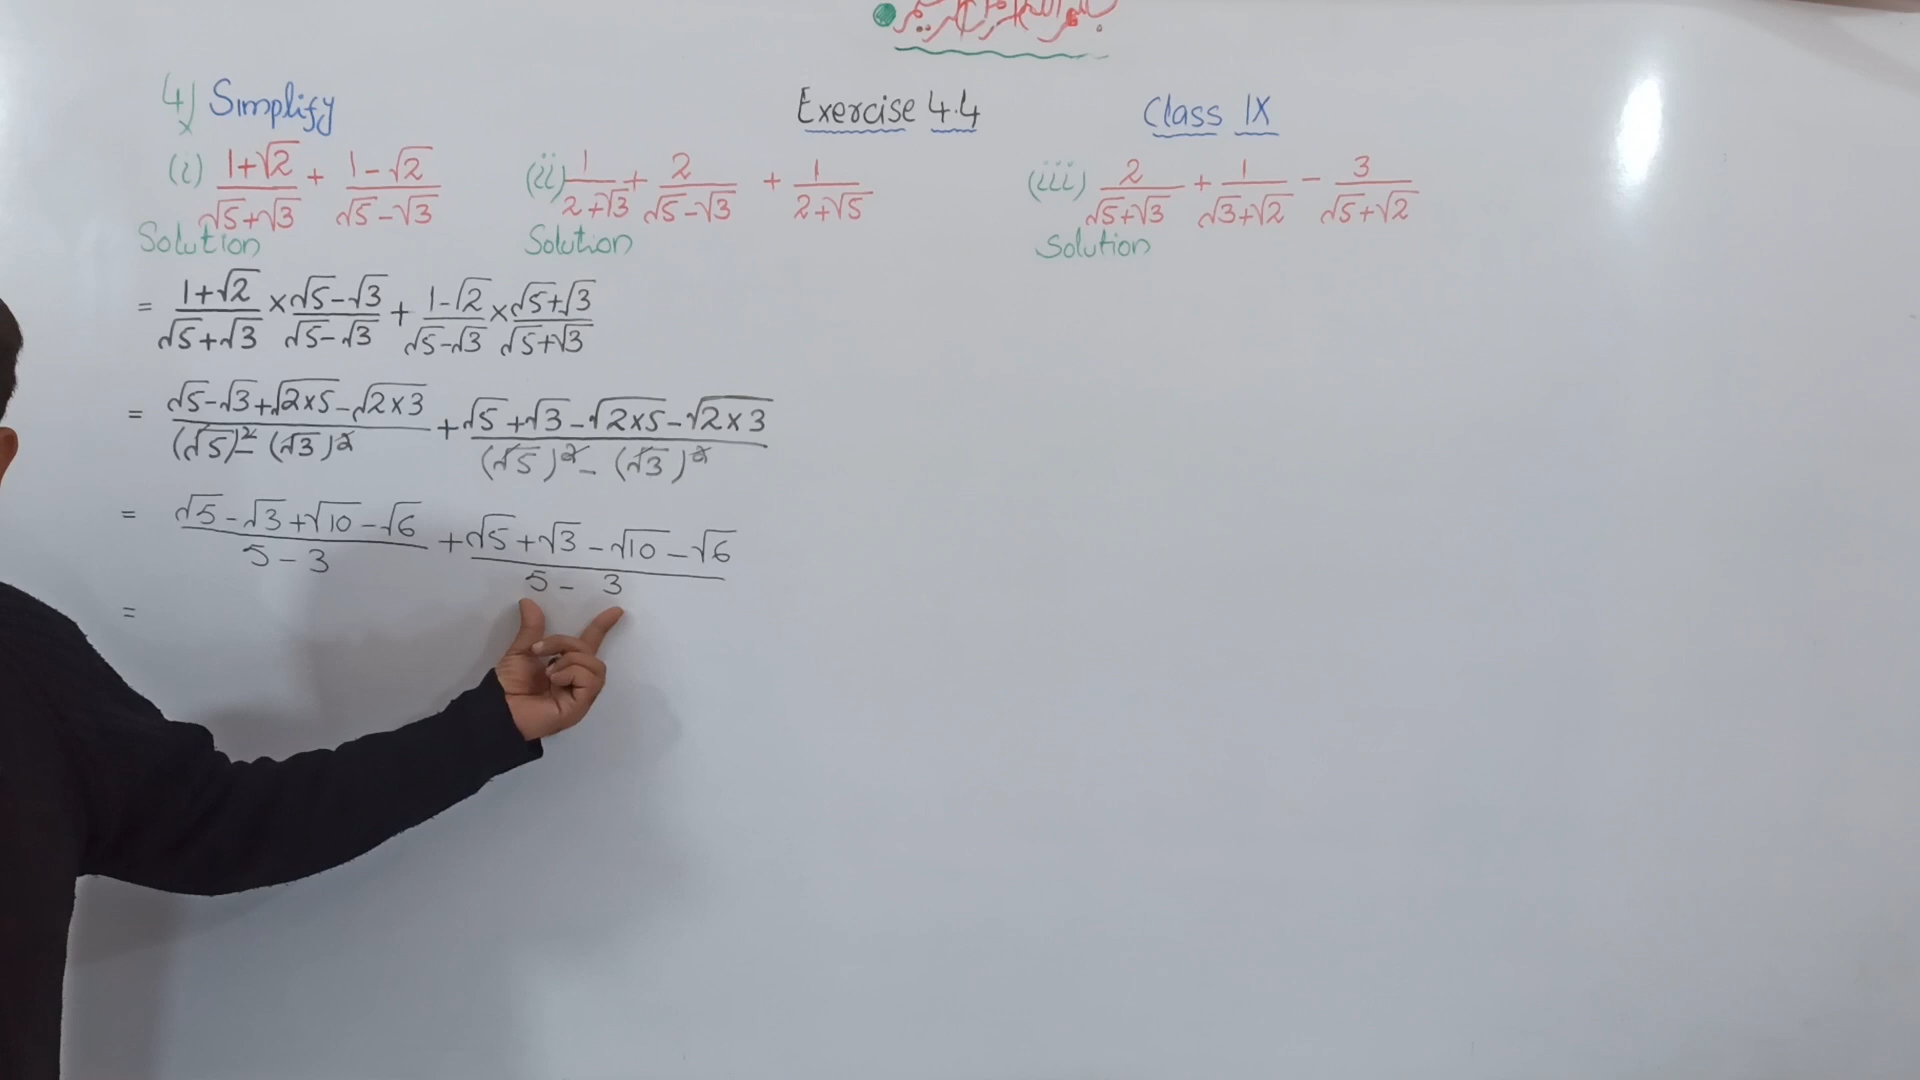 بسم الله الرحمن الرحیم
4) Simplify
Exercise 4.4
Class IX
(i) (1+√2)/(√5+√3) + (1-√2)/(√5-√3)
(ii) 1/(2+√3) + 2/(√5-√3) + 1/(2+√5)
(iii) 2/(√5+√3) + 1/(√3+√2) - 3/(√5+√2)
Solution
Solution
Solution
= (1+√2)/(√5+√3) × (√5-√3)/(√5-√3) + (1-√2)/(√5-√3) × (√5+√3)/(√5+√3)
= (√5-√3+√(2×5)-√(2×3))/((√5)²-(√3)²) + (√5+√3-√(2×5)-√(2×3))/((√5)²-(√3)²)
= (√5-√3+√10-√6)/(5-3) + (√5+√3-√10-√6)/(5-3)
=